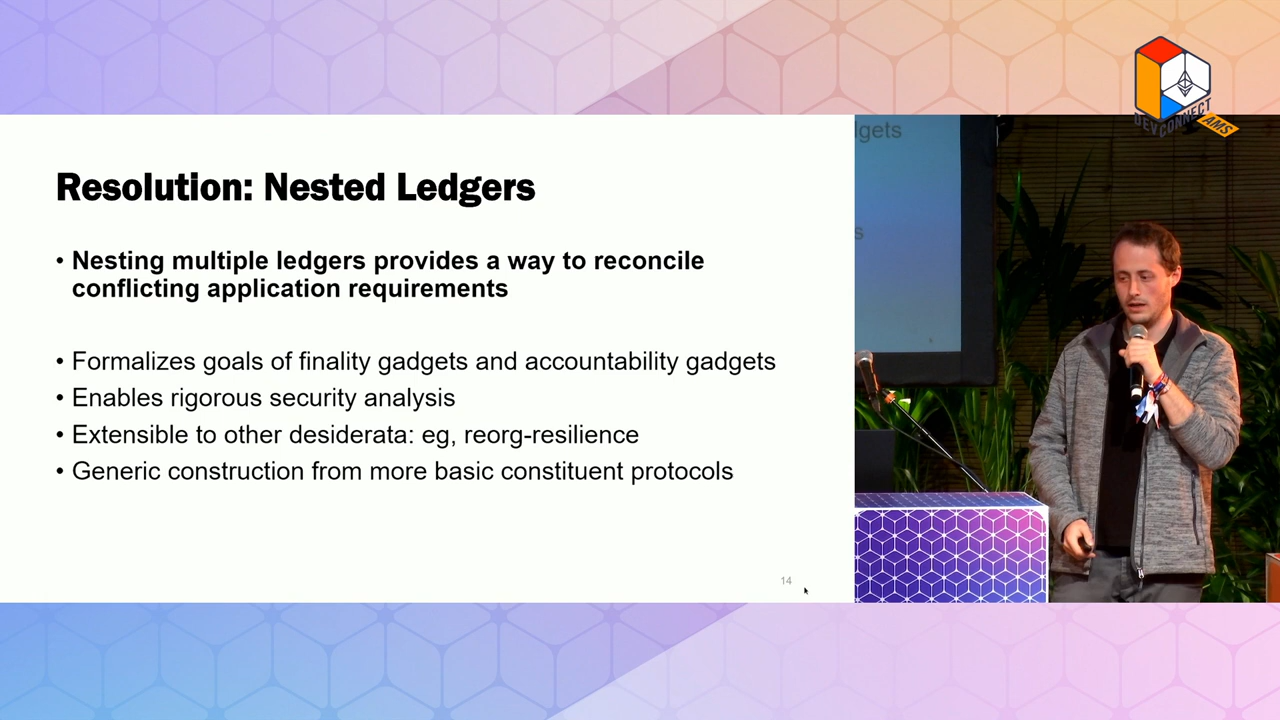 DEVCONNECT
AMS
Resolution: Nested Ledgers
• Nesting multiple ledgers provides a way to reconcile
conflicting application requirements
• Formalizes goals of finality gadgets and accountability gadgets
• Enables rigorous security analysis
• Extensible to other desiderata: eg, reorg-resilience
• Generic construction from more basic constituent protocols
14
dgets
s